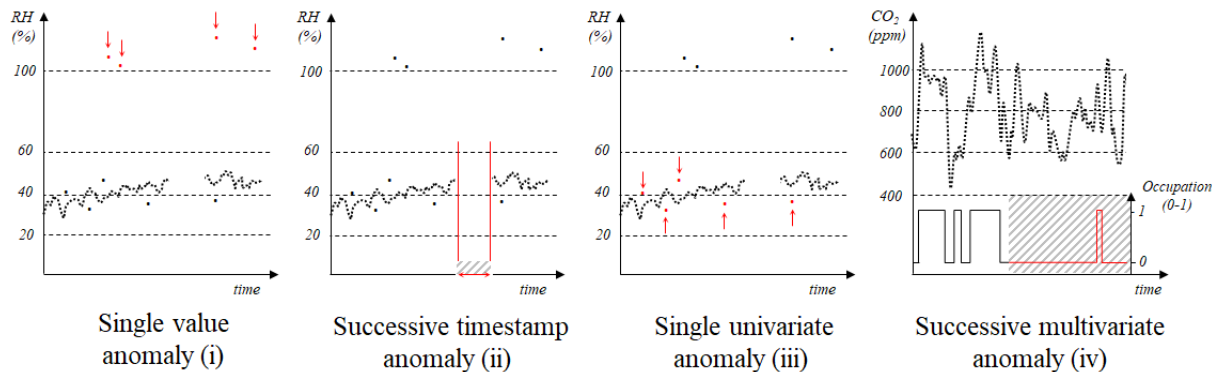 RH
(%)
100
60
40
20
time
Single value
anomaly (i)
RH
(%)
100
60
40
20
time
Successive timestamp
anomaly (ii)
RH
(%)
100
60
40
20
time
Single univariate
anomaly (iii)
CO₂
(ppm)
1000
800
600
400
Occupation
(0-1)
1
0
time
Successive multivariate
anomaly (iv)